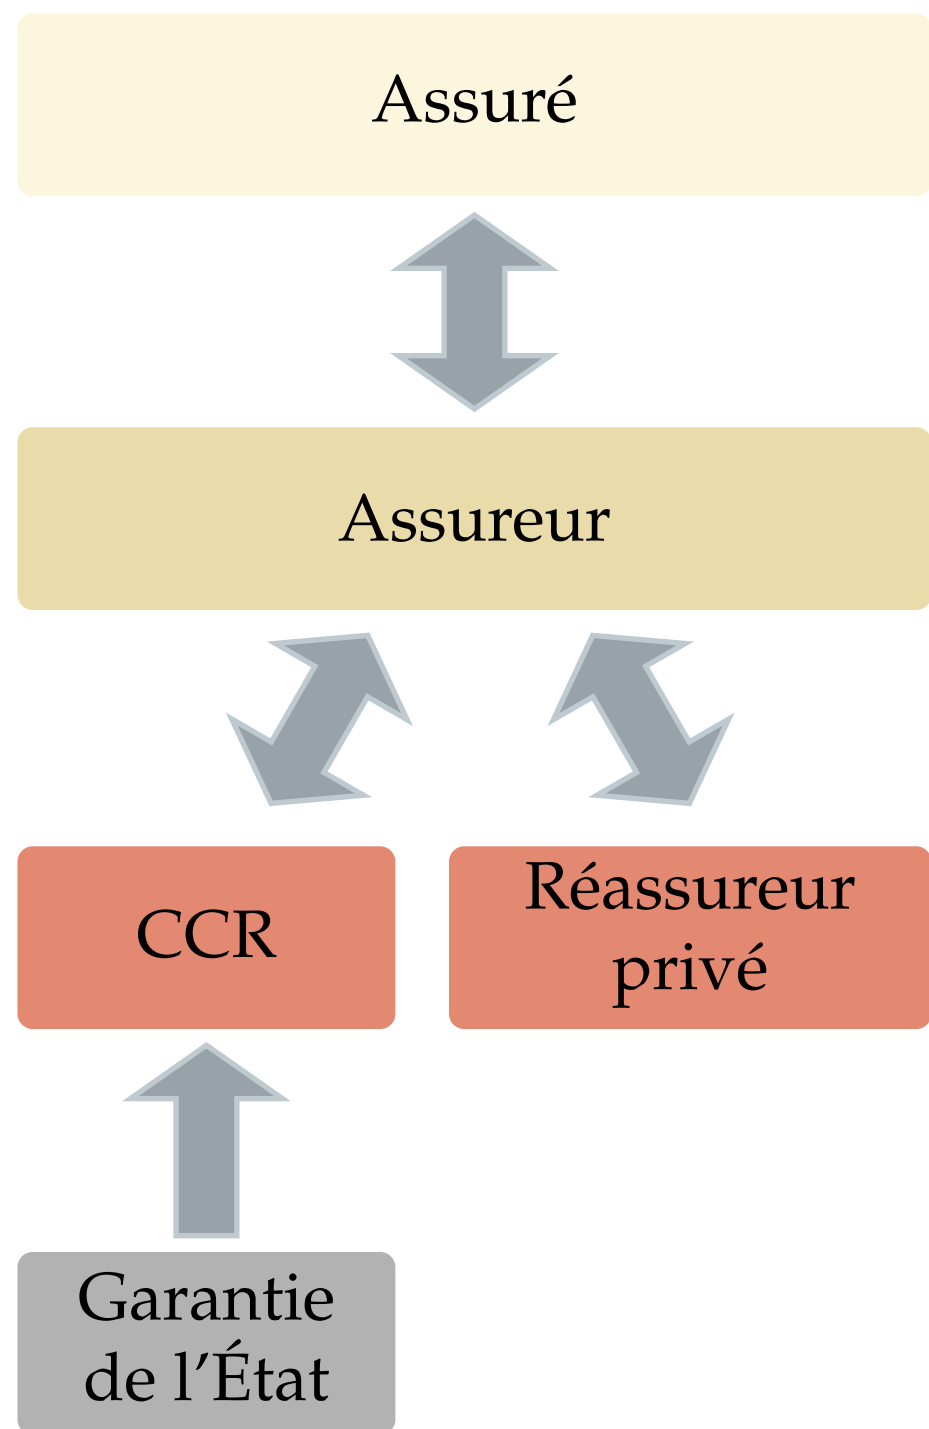 Assuré
Assureur
CCR
Réassureur
privé
Garantie
de l’État